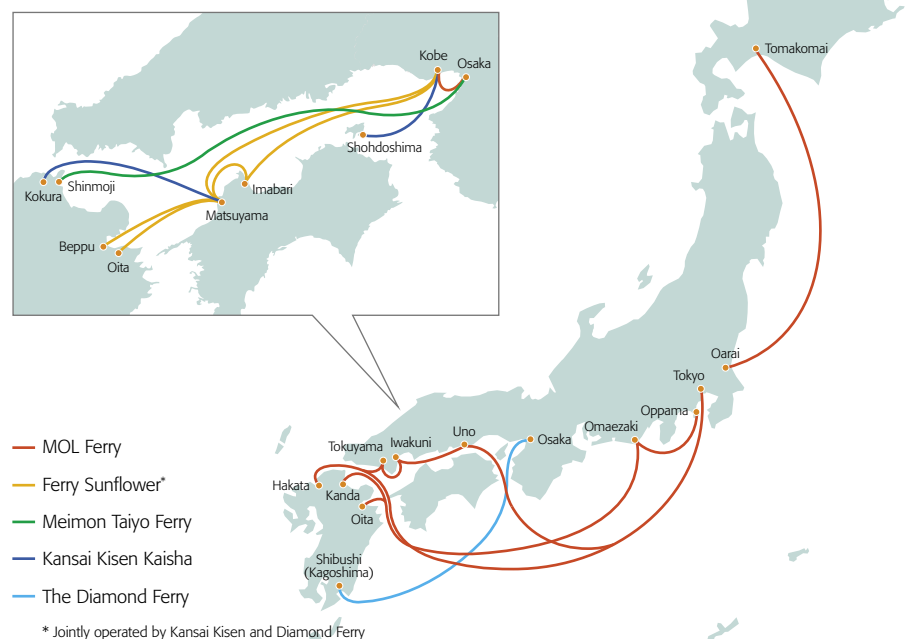 Kobe
Osaka
Shohdoshima
Imabari
Matsuyama
Kokura
Shinmoji
Beppu
Oita
Tomakomai
Oarai
Tokyo
Oppama
Omaezaki
Osaka
Uno
Iwakuni
Tokuyama
Hakata
Kanda
Oita
Shibushi
(Kagoshima)
MOL Ferry
Ferry Sunflower*
Meimon Taiyo Ferry
Kansai Kisen Kaisha
The Diamond Ferry
* Jointly operated by Kansai Kisen and Diamond Ferry